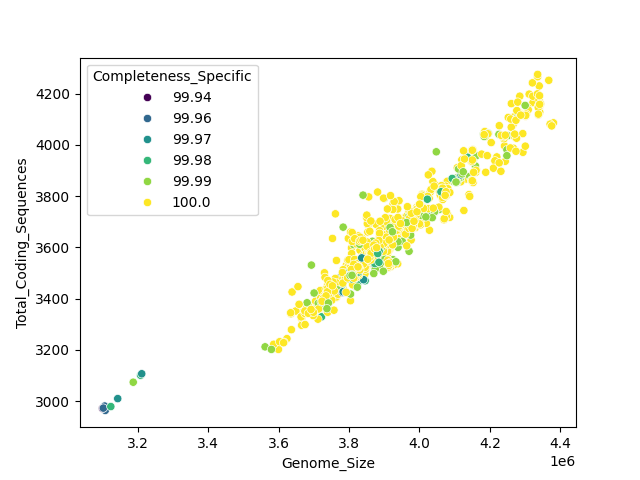 Completeness_Specific
99.94
99.96
99.97
99.98
99.99
100.0
Total_Coding_Sequences
4200
4000
3800
3600
3400
3200
3000
3.2 3.4 3.6 3.8 4.0 4.2 4.4
1e6
Genome_Size